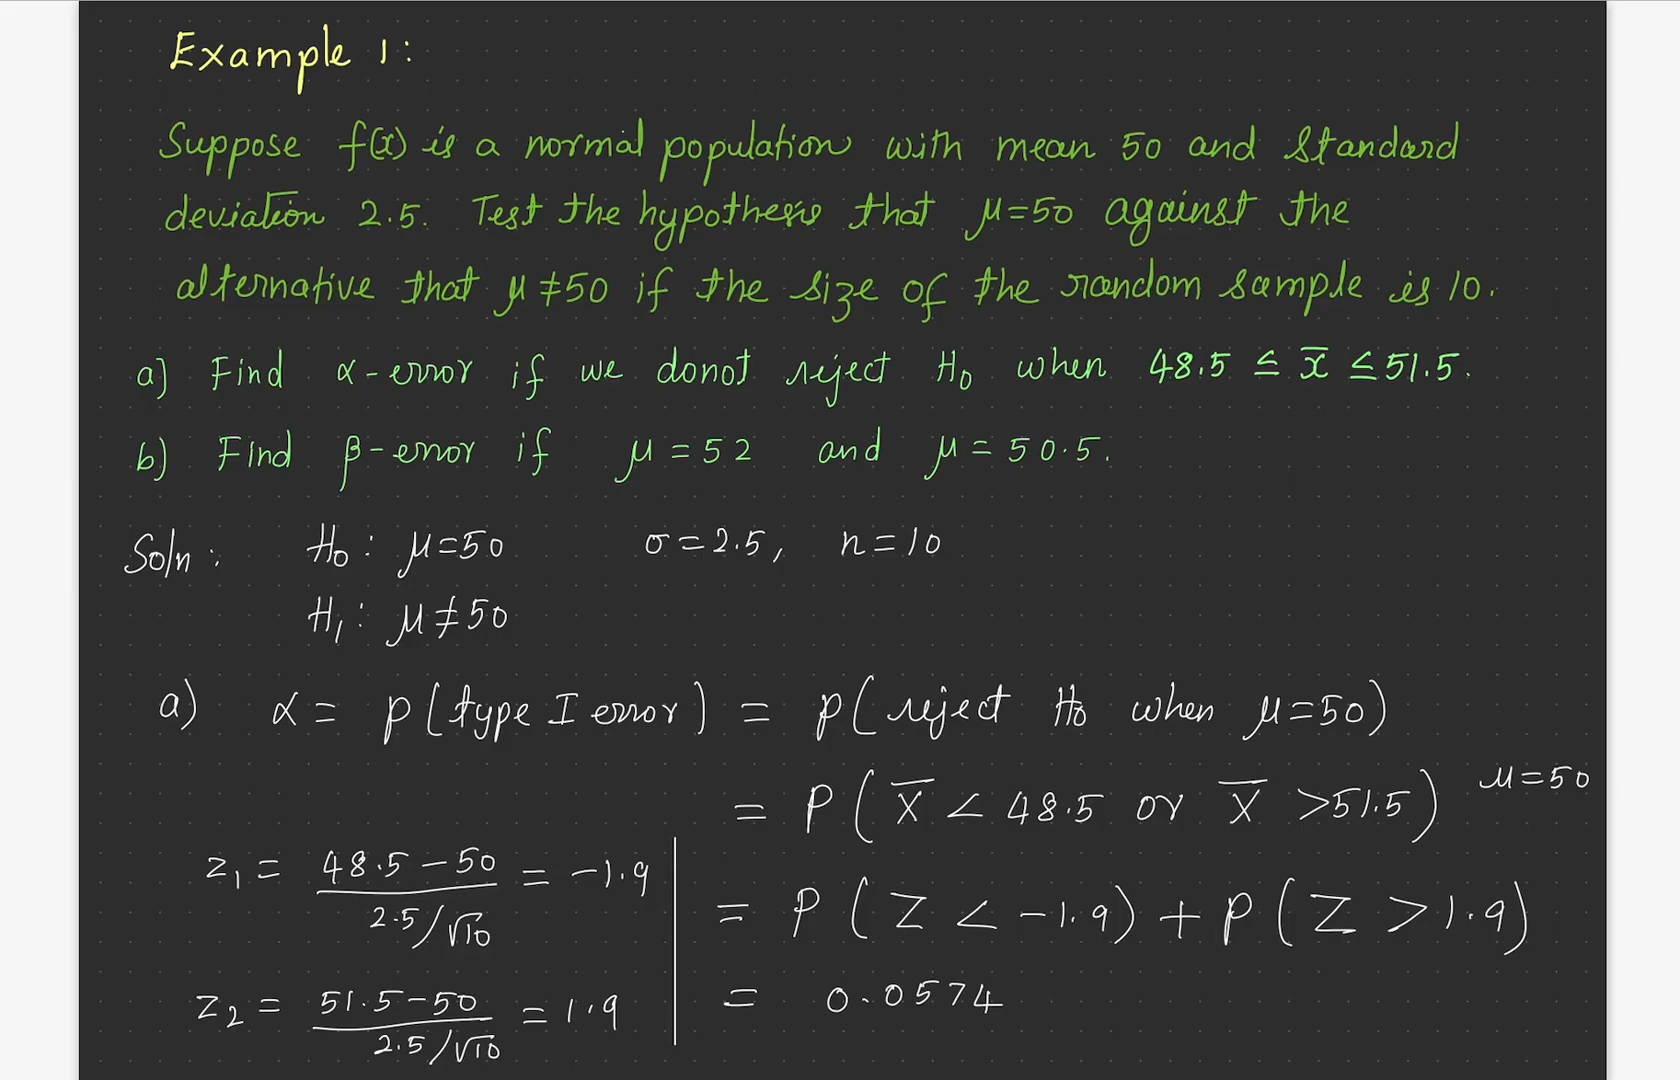 Example 1:
Suppose f(x) is a normal population with mean 50 and standard
deviation 2.5. Test the hypothesis that μ=50 against the
alternative that μ≠50 if the size of the random sample is 10.
a) Find α-error if we donot reject H₀ when 48.5 ≤ x̄ ≤ 51.5.
b) Find β-error if μ = 52 and μ = 50.5.
Soln: H₀: μ=50 σ=2.5, n=10
H₁: μ≠50
a) α = P(type I error) = P(reject H₀ when μ=50)
= P(X̄ < 48.5 or X̄ >51.5) μ=50
z₁ = (48.5-50)/(2.5/√10) = -1.9
= P(Z < -1.9) + P(Z > 1.9)
z₂ = (51.5-50)/(2.5/√10) = 1.9
= 0.0574